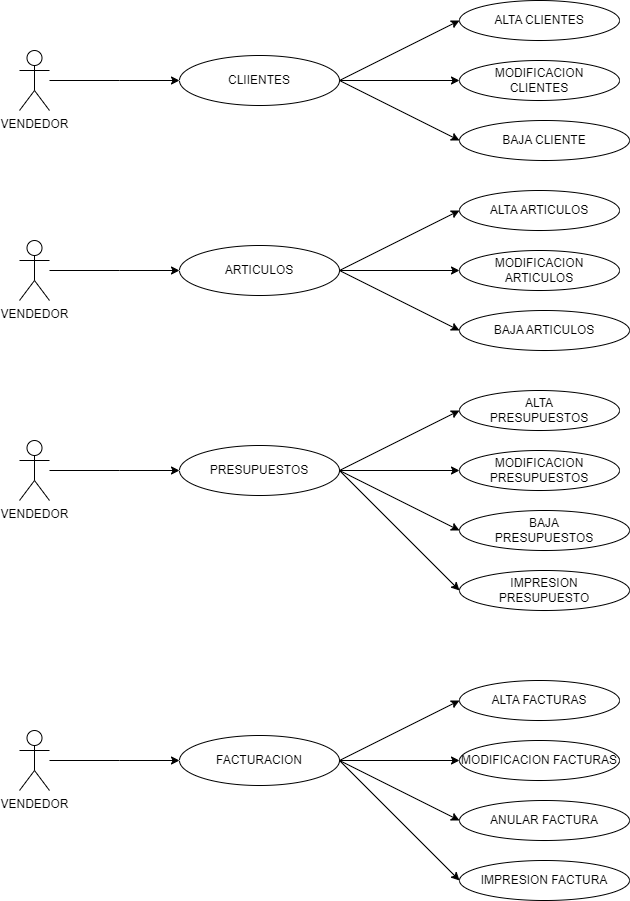 ALTA CLIENTES
CLIIENTES
MODIFICACION
CLIENTES
VENDEDOR
BAJA CLIENTE
ALTA ARTICULOS
ARTICULOS
MODIFICACION
ARTICULOS
VENDEDOR
BAJA ARTICULOS
ALTA
PRESUPUESTOS
PRESUPUESTOS
MODIFICACION
PRESUPUESTOS
VENDEDOR
BAJA
PRESUPUESTOS
IMPRESION
PRESUPUESTO
ALTA FACTURAS
FACTURACION
MODIFICACION FACTURAS
VENDEDOR
ANULAR FACTURA
IMPRESION FACTURA